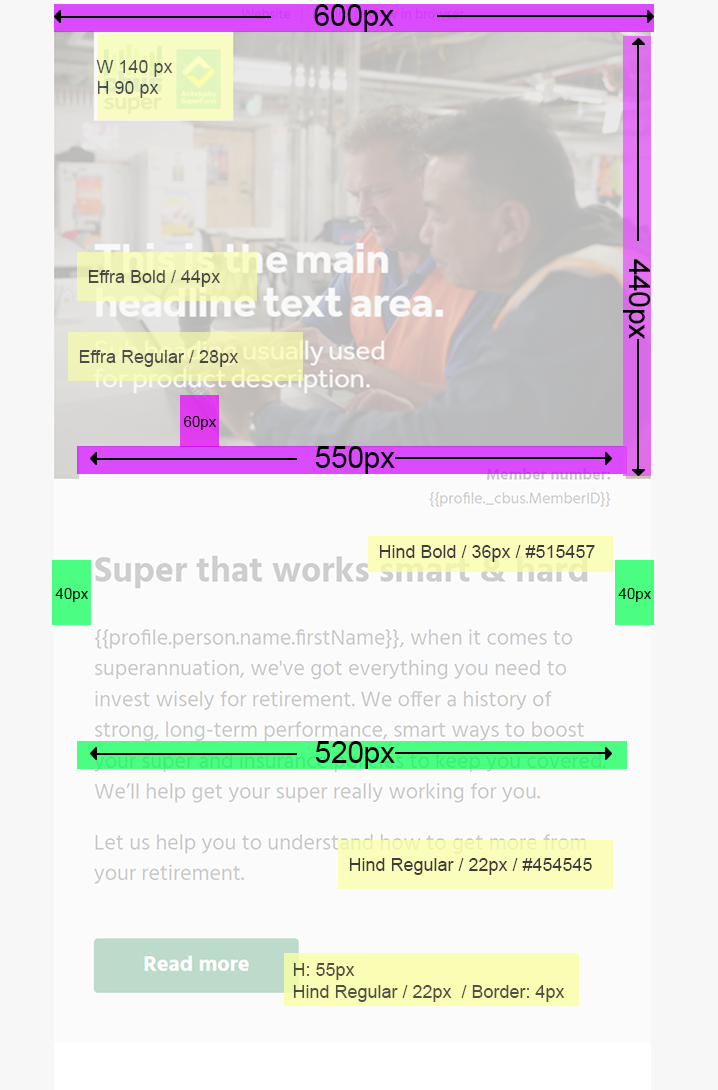 Website
600px
in browser
W 140 px
H 90 px
super
This is the main
Effra Bold / 44px
headline text area.
Effra Regular / 28px
usually used
for product description.
440px
60px
550px
Member number:
{{profile._cbus.MemberID}}
Hind Bold / 36px / #515457
Super that works smart & hard
40px
40px
{{profile.person.name.firstName}}, when it comes to
superannuation, we've got everything you need to
invest wisely for retirement. We offer a history of
strong, long-term performance, smart ways to boost
520px
your super and insurance to keep you covered.
We’ll help get your super really working for you.
Let us help you to understand how to get more from
Hind Regular / 22px / #454545
your retirement.
Read more
H: 55px
Hind Regular / 22px / Border: 4px